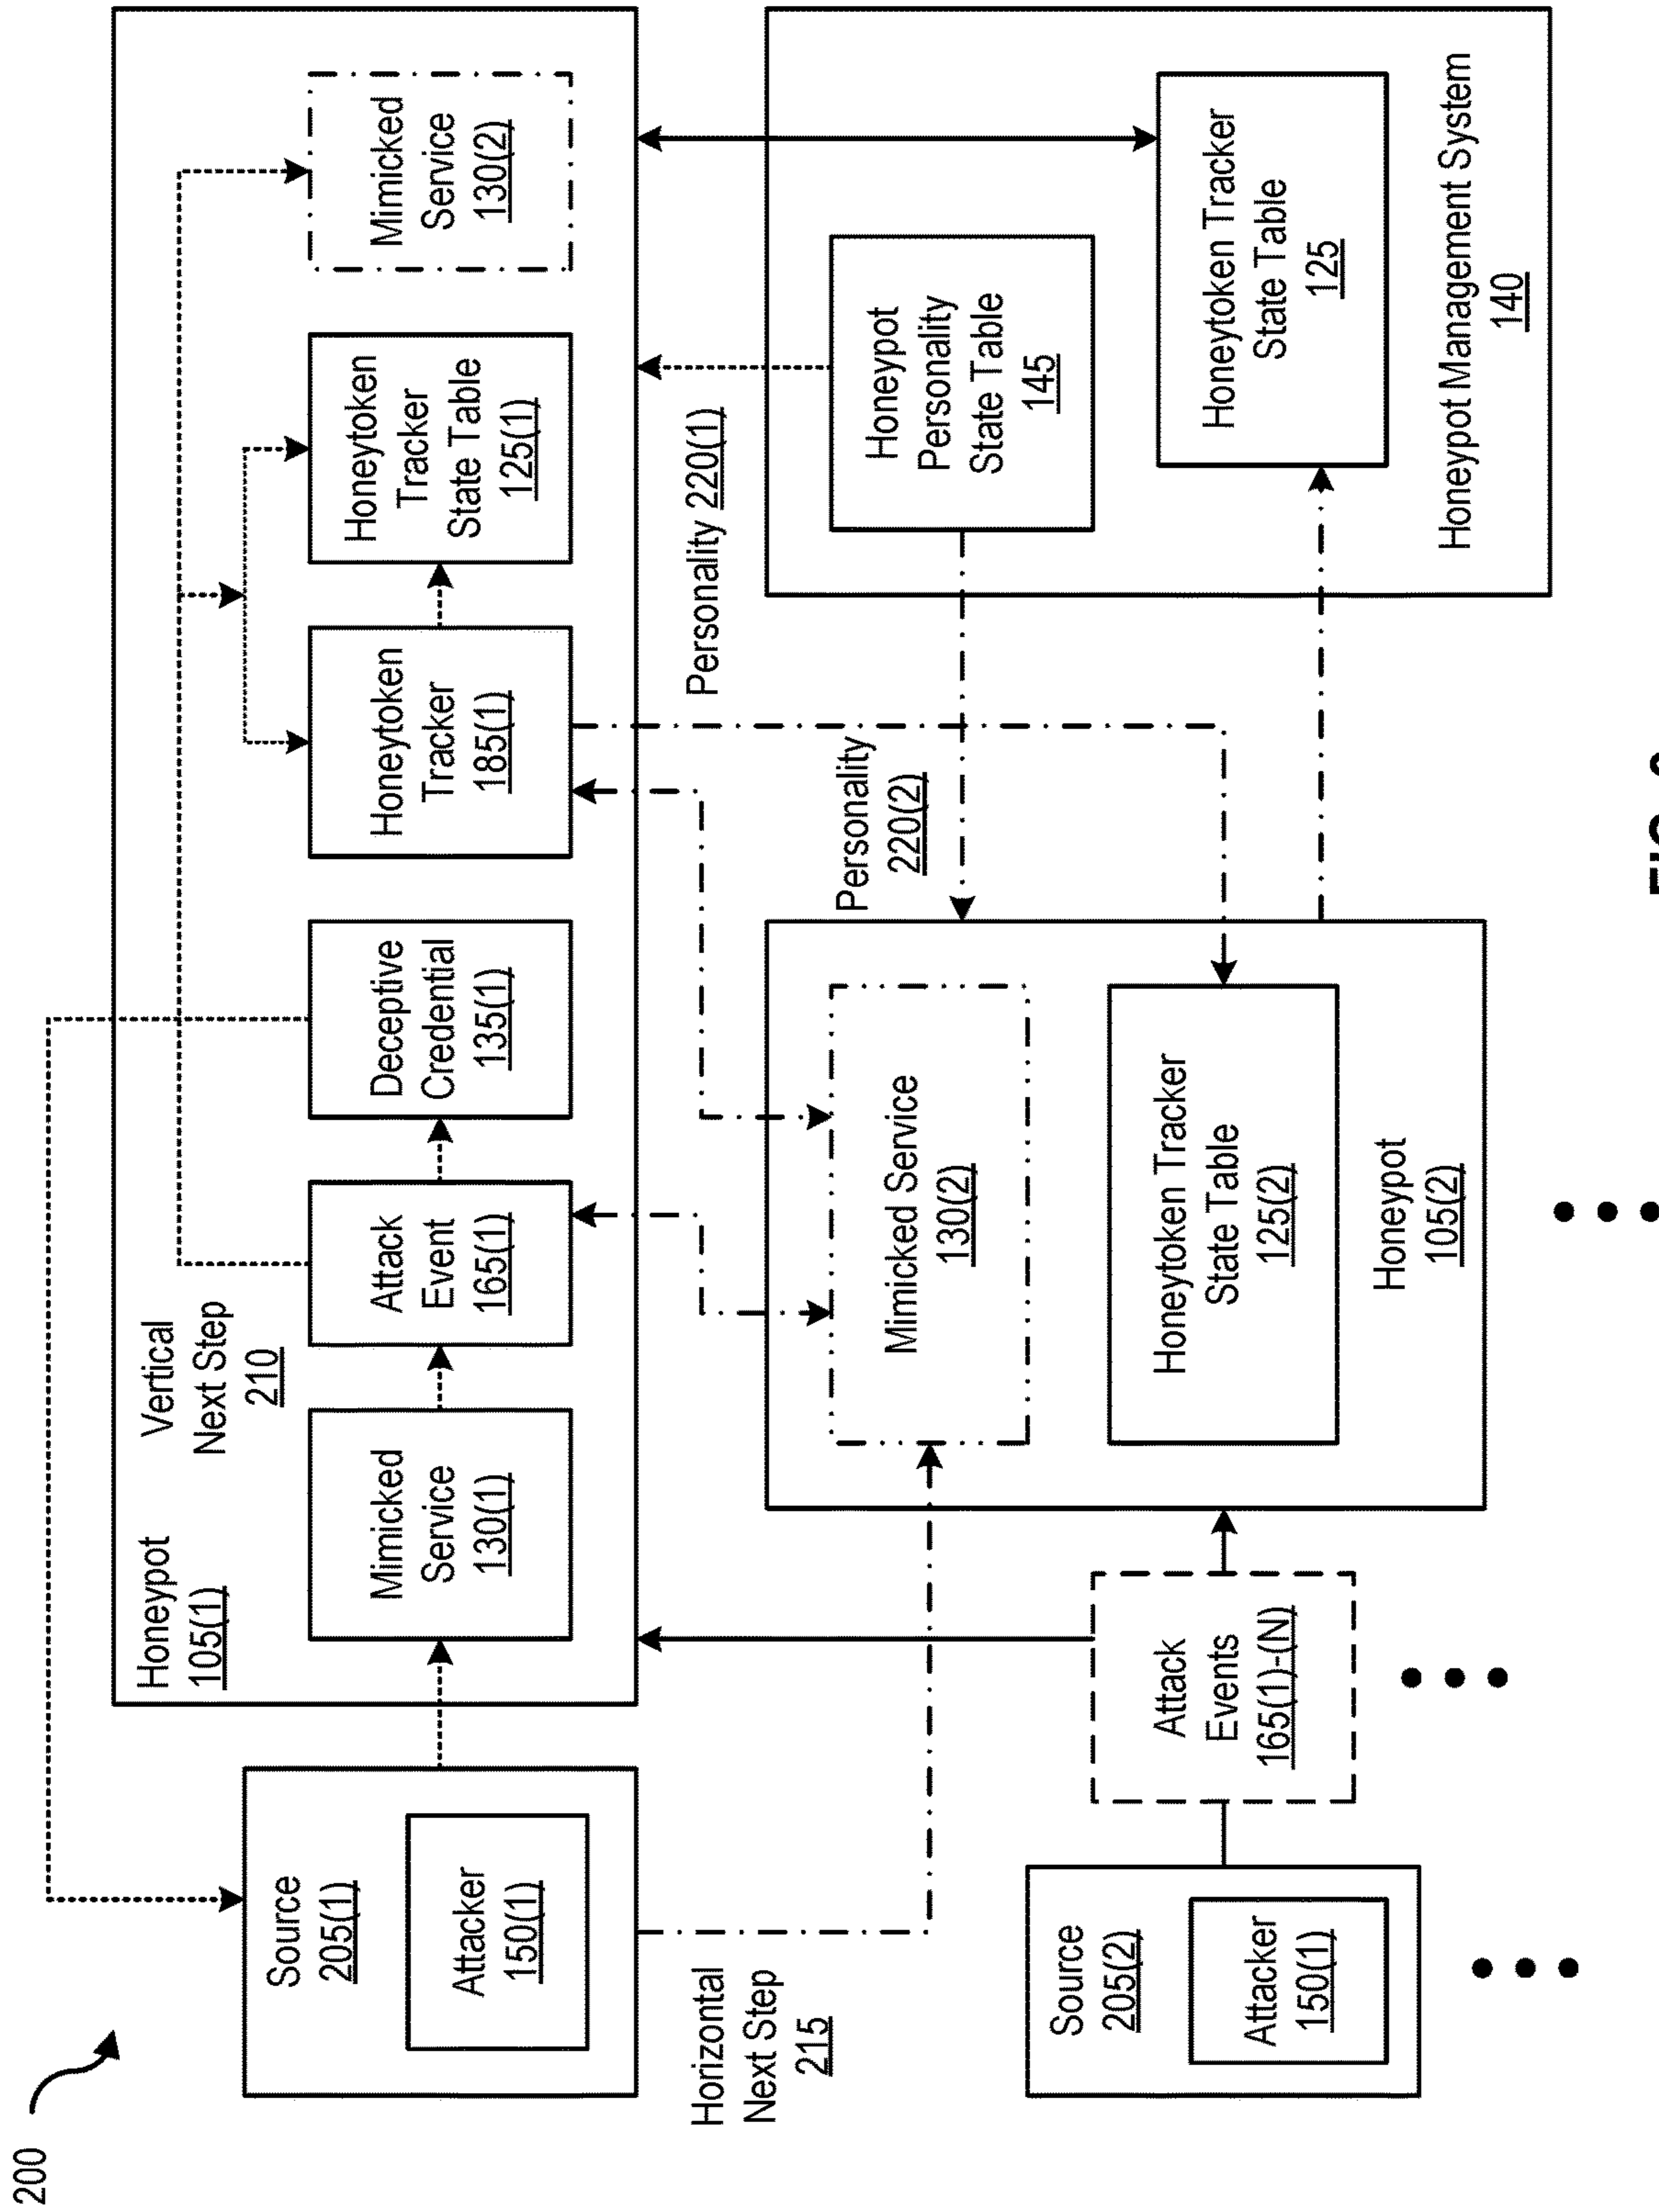 200
Source
205(1)
Attacker
150(1)
Honeypot
105(1)
Vertical
Next Step
210
Mimicked
Service
130(1)
Attack
Event
165(1)
Deceptive
Credential
135(1)
Honeytoken
Tracker
185(1)
Honeytoken
Tracker
State Table
125(1)
Mimicked
Service
130(2)
Horizontal
Next Step
215
Personality 220(1)
Personality
220(2)
Source
205(2)
Attacker
150(1)
Attack
Events
165(1)-(N)
Mimicked Service
130(2)
Honeytoken Tracker
State Table
125(2)
Honeypot
105(2)
Honeypot
Personality
State Table
145
Honeytoken Tracker
State Table
125
Honeypot Management System
140